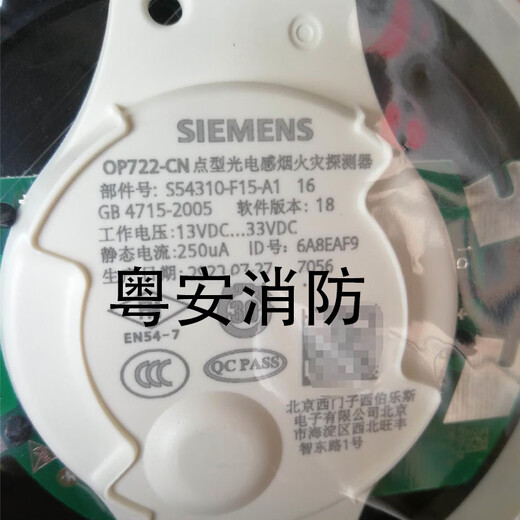 SIEMENS
OP722-CN 点型光电感烟火灾探测器
部件号: S54310-F15-A1 16
GB 4715-2005 软件版本: 18
工作电压: 13VDC...33VDC
静态电流: 250uA ID号: 6A8EAF9
7056
粤安消防
EN54-7
QC PASS
北京西门子西伯乐斯
电子有限公司北京
市海淀区西北旺丰
智东路1号